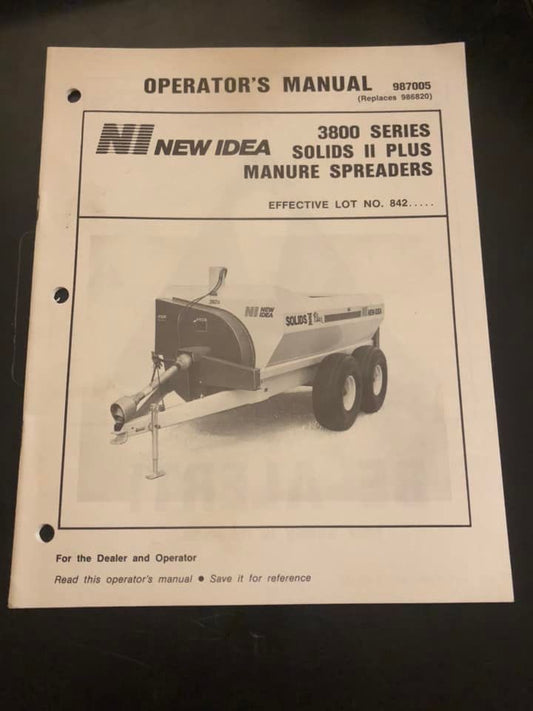 OPERATOR'S MANUAL 987005
(Replaces 986820)
NI NEW IDEA
3800 SERIES
SOLIDS II PLUS
MANURE SPREADERS
EFFECTIVE LOT NO. 842.....
NI NEW IDEA
SOLIDS II PLUS
NEW IDEA
For the Dealer and Operator
Read this operator's manual ● Save it for reference